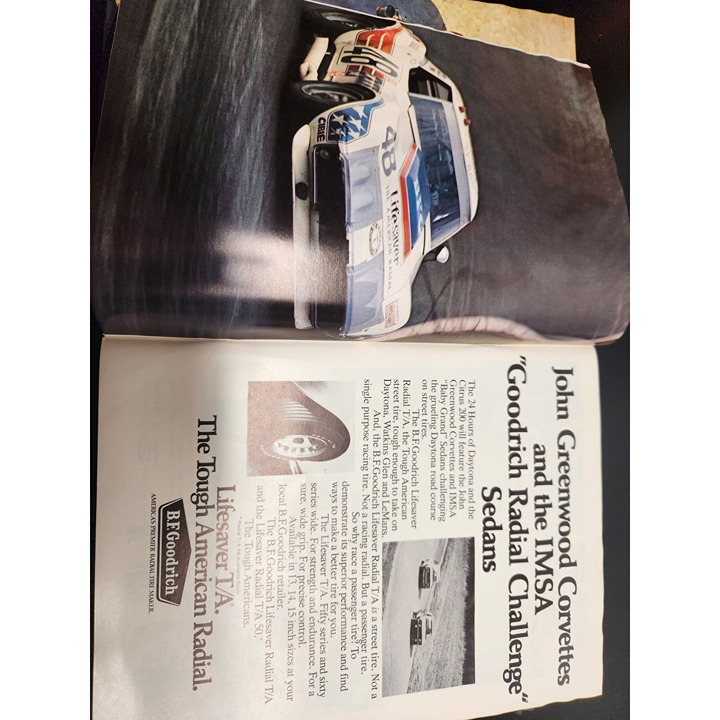 48
Lifesaver
THE AMERICAN RADIAL
CIBIE
John Greenwood Corvettes
and the IMSA
"Goodrich Radial Challenge"
Sedans
The 24 Hours of Daytona and the
Citrus 200 will feature the John
Greenwood Corvettes and IMSA
"Baby Grand" Sedans challenging
the grueling Daytona road course
on street tires.
The B.F.Goodrich Lifesaver
Radial T/A, the Tough American
street tire, tough enough to take on
Daytona, Watkins Glen and LeMans.
And, the B.F.Goodrich Lifesaver Radial T/A is a street tire. Not a
single purpose racing tire. Not a racing radial. But a passenger tire.
So why race a passenger tire? To
demonstrate its superior performance and find
ways to make a better tire for you.
The Lifesaver T/A. Fifty series and sixty
series wide. For strength and endurance. For a
sure, wide grip. For precise control.
Available in 13, 14, 15 inch sizes at your
local B.F.Goodrich retailer.
The B.F.Goodrich Lifesaver Radial T/A
and the Lifesaver Radial T/A 50.*
The Tough Americans.
Lifesaver T/A.
The Tough American Radial.
B.F.Goodrich
AMERICA'S PREMIER RADIAL TIRE MAKER.